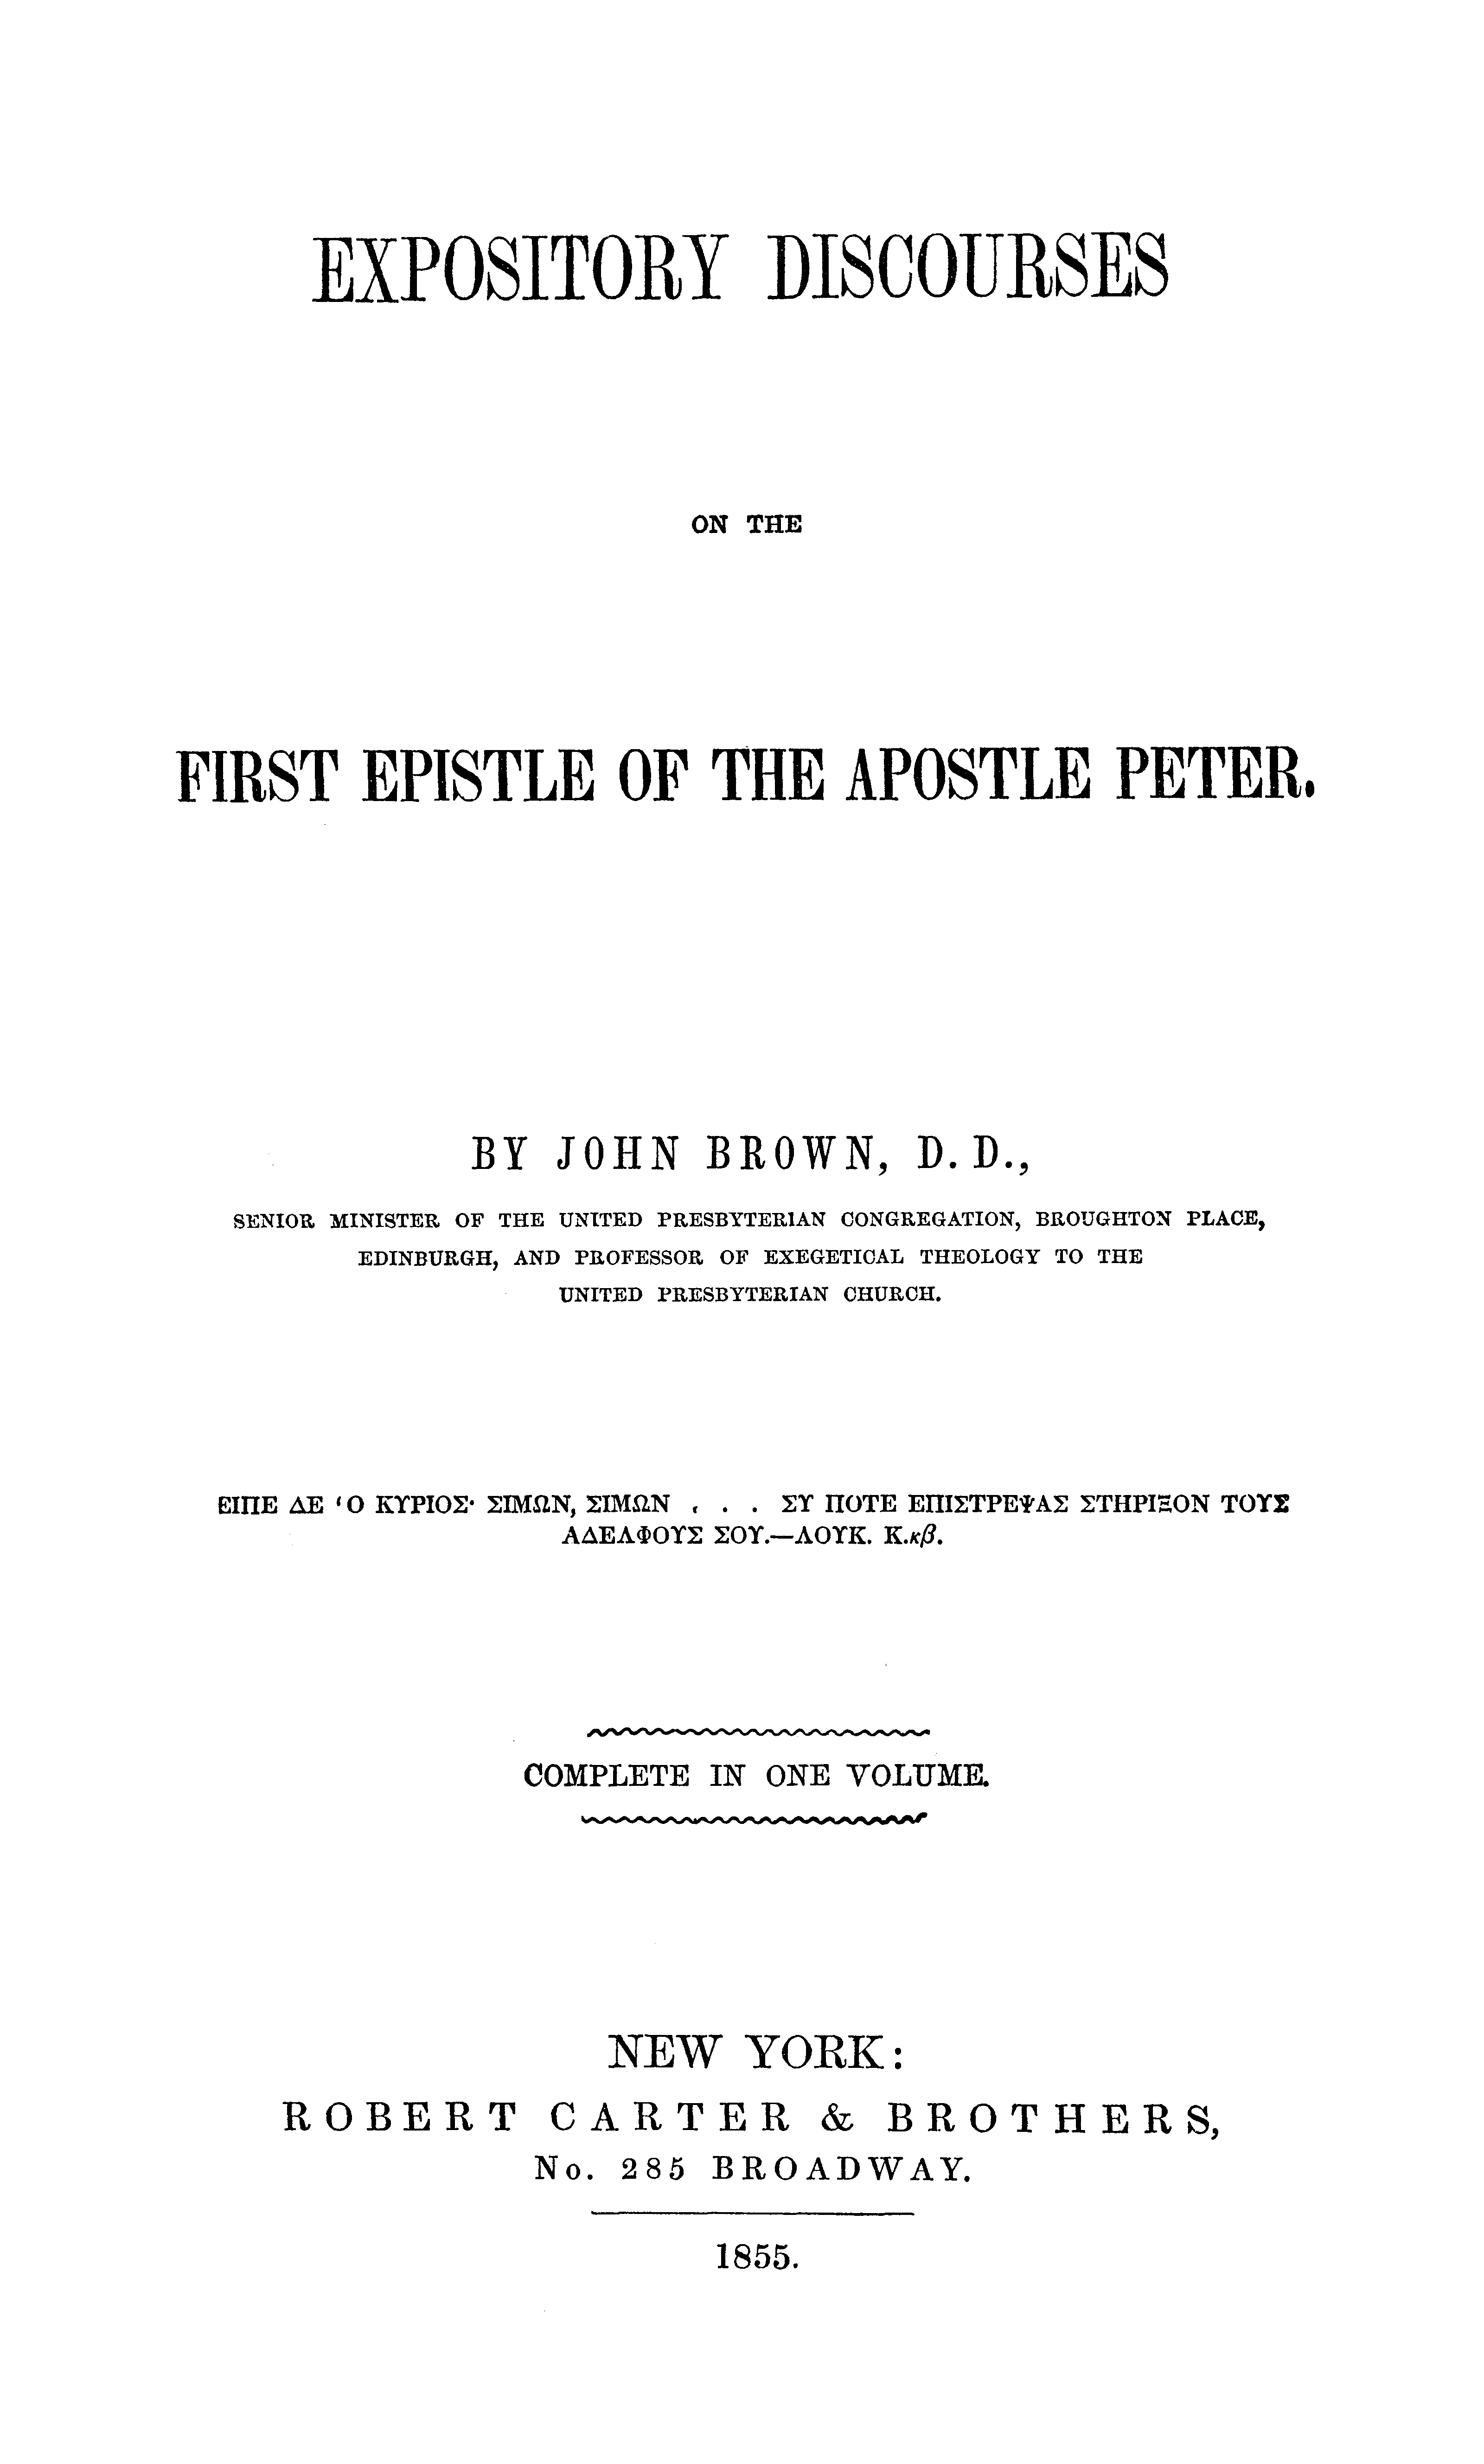 EXPOSITORY DISCOURSES
ON THE
FIRST EPISTLE OF THE APOSTLE PETER.
BY JOHN BROWN, D. D.,
SENIOR MINISTER OF THE UNITED PRESBYTERIAN CONGREGATION, BROUGHTON PLACE,
EDINBURGH, AND PROFESSOR OF EXEGETICAL THEOLOGY TO THE
UNITED PRESBYTERIAN CHURCH.
ΕΙΠΕ ΔΕ ‘Ο ΚΥΡΙΟΣ· ΣΙΜΩΝ, ΣΙΜΩΝ . . . ΣΥ ΠΟΤΕ ΕΠΙΣΤΡΕΨΑΣ ΣΤΗΡΙΞΟΝ ΤΟΥΣ
ΑΔΕΛΦΟΥΣ ΣΟΥ.—ΛΟΥΚ. Κ.κβ.
COMPLETE IN ONE VOLUME.
NEW YORK:
ROBERT CARTER & BROTHERS,
No. 285 BROADWAY.
1855.